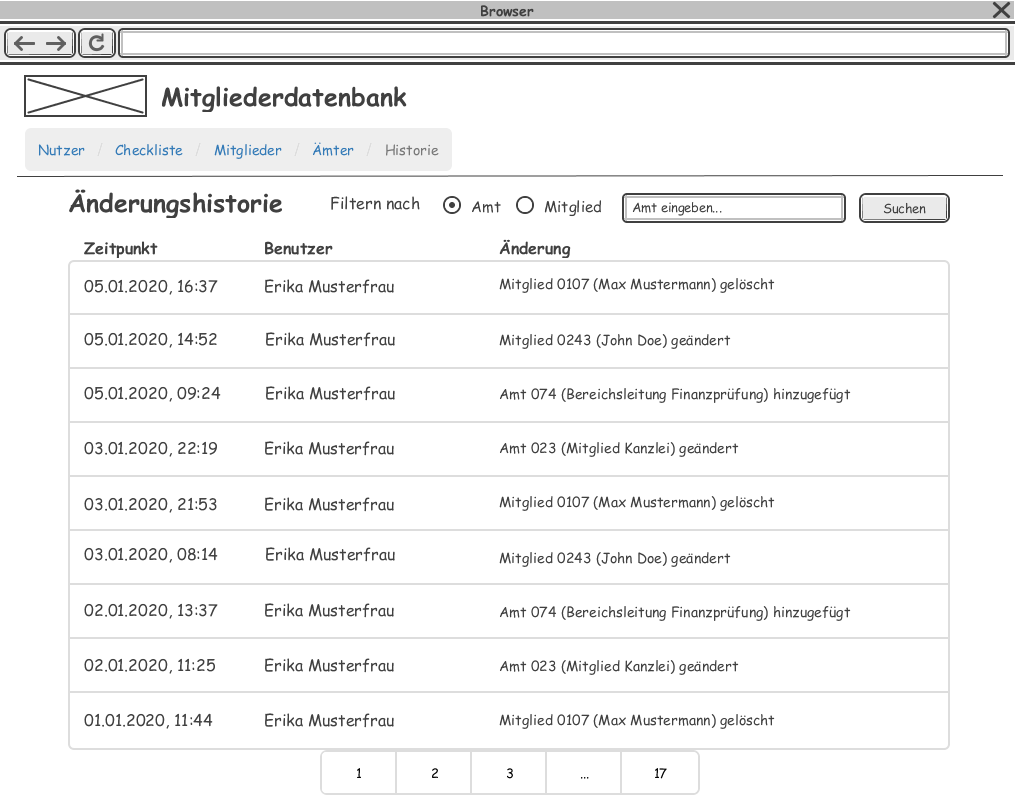 Browser
Mitgliederdatenbank
Nutzer / Checkliste / Mitglieder / Ämter / Historie
Änderungshistorie Filtern nach Amt Mitglied Amt eingeben... Suchen
Zeitpunkt Benutzer Änderung
05.01.2020, 16:37 Erika Musterfrau Mitglied 0107 (Max Mustermann) gelöscht
05.01.2020, 14:52 Erika Musterfrau Mitglied 0243 (John Doe) geändert
05.01.2020, 09:24 Erika Musterfrau Amt 074 (Bereichsleitung Finanzprüfung) hinzugefügt
03.01.2020, 22:19 Erika Musterfrau Amt 023 (Mitglied Kanzlei) geändert
03.01.2020, 21:53 Erika Musterfrau Mitglied 0107 (Max Mustermann) gelöscht
03.01.2020, 08:14 Erika Musterfrau Mitglied 0243 (John Doe) geändert
02.01.2020, 13:37 Erika Musterfrau Amt 074 (Bereichsleitung Finanzprüfung) hinzugefügt
02.01.2020, 11:25 Erika Musterfrau Amt 023 (Mitglied Kanzlei) geändert
01.01.2020, 11:44 Erika Musterfrau Mitglied 0107 (Max Mustermann) gelöscht
1 2 3 ... 17